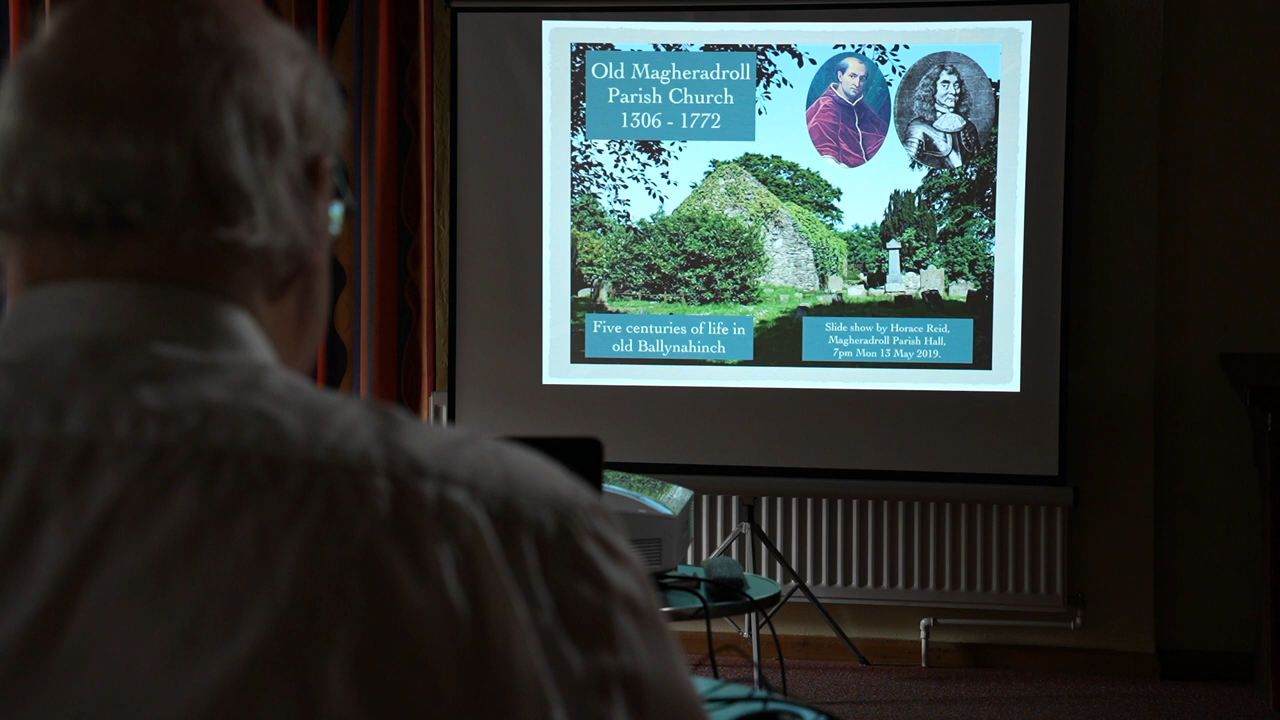 Old Magheradroll
Parish Church
1306 - 1772
Five centuries of life in
old Ballynahinch
Slide show by Horace Reid,
Magheradroll Parish Hall,
7pm Mon 13 May 2019.